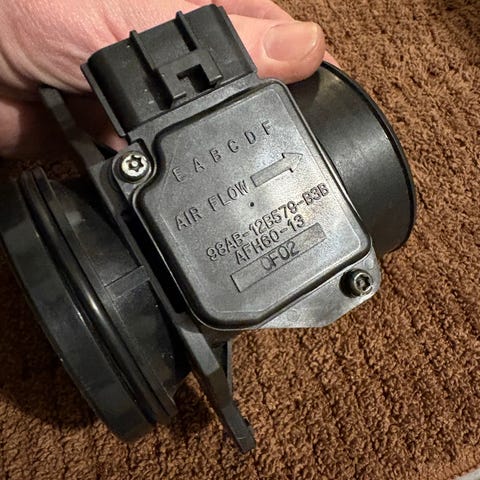 E A B C D F
AIR FLOW
98AB-12B579-B3B
AFH60-13
CF02